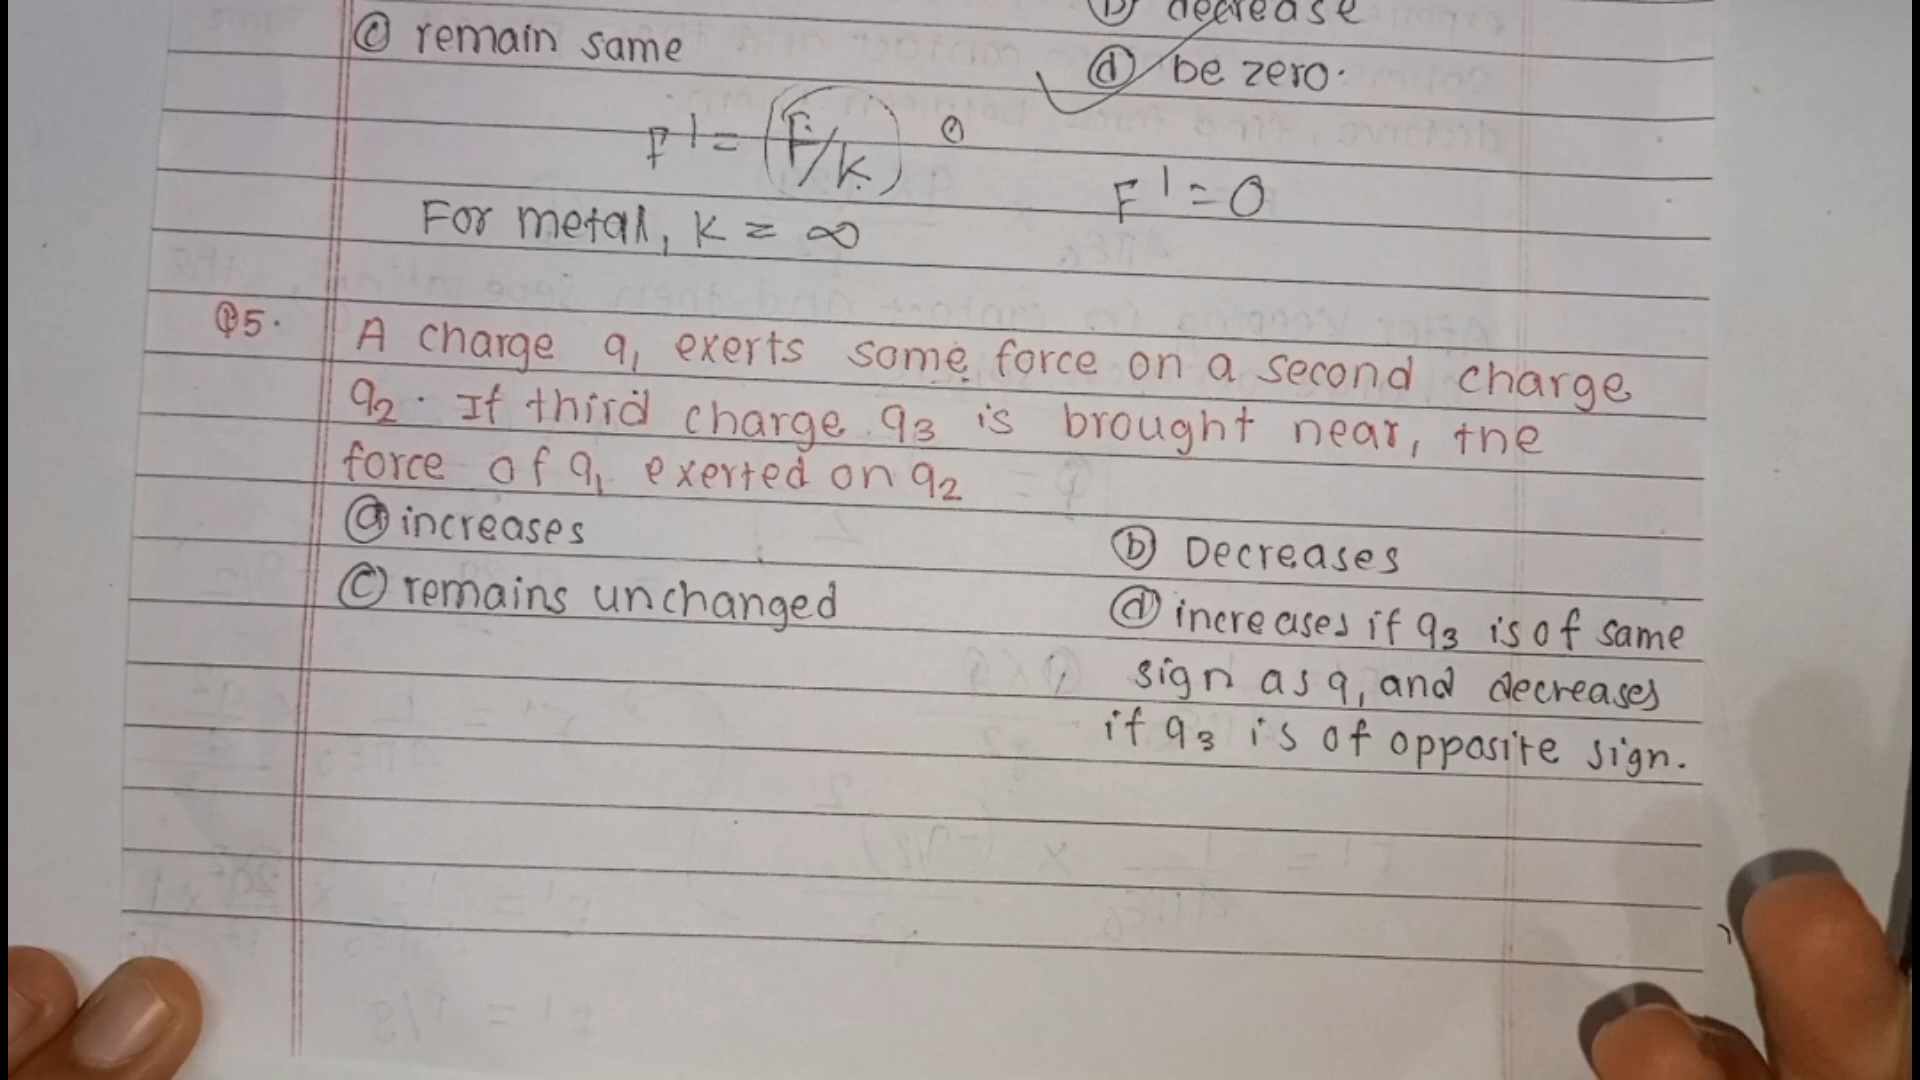 (b) decrease
(c) remain same
(d) be zero.
F' = (F/K) 0
F' = 0
For metal, K = ∞
Q5. A charge q1 exerts some force on a second charge
q2. If third charge q3 is brought near, the
force of q1 exerted on q2
(a) increases
(b) Decreases
(c) remains unchanged
(d) increases if q3 is of same
sign as q1 and decreases
if q3 is of opposite sign.